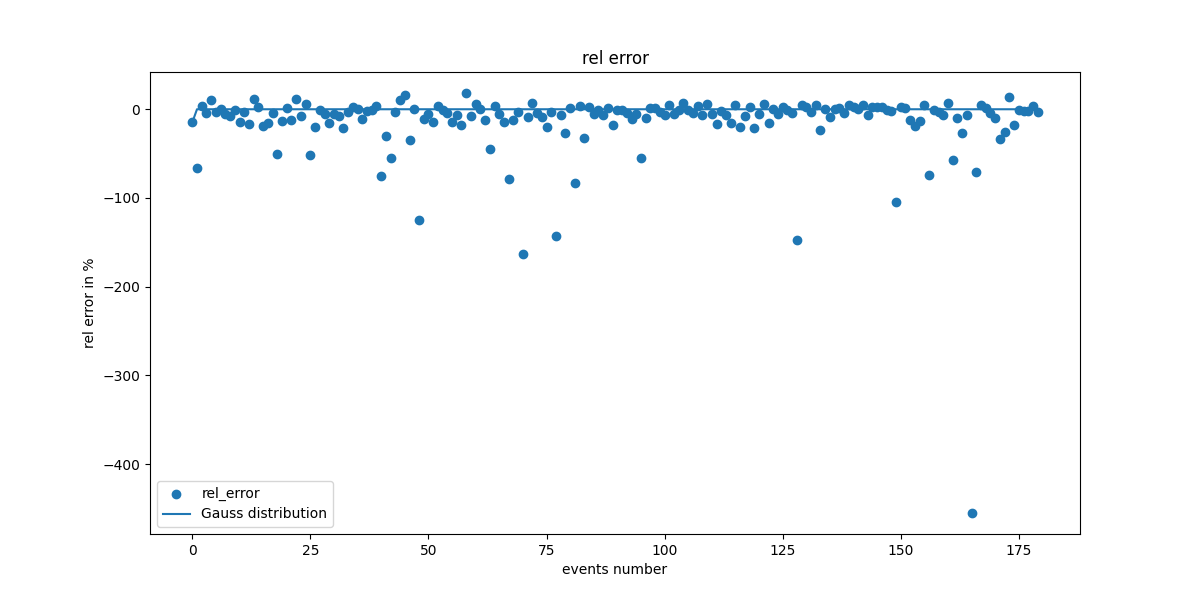 rel error
0
−100
−200
−300
−400
rel error in %
rel_error
Gauss distribution
0 25 50 75 100 125 150 175
events number